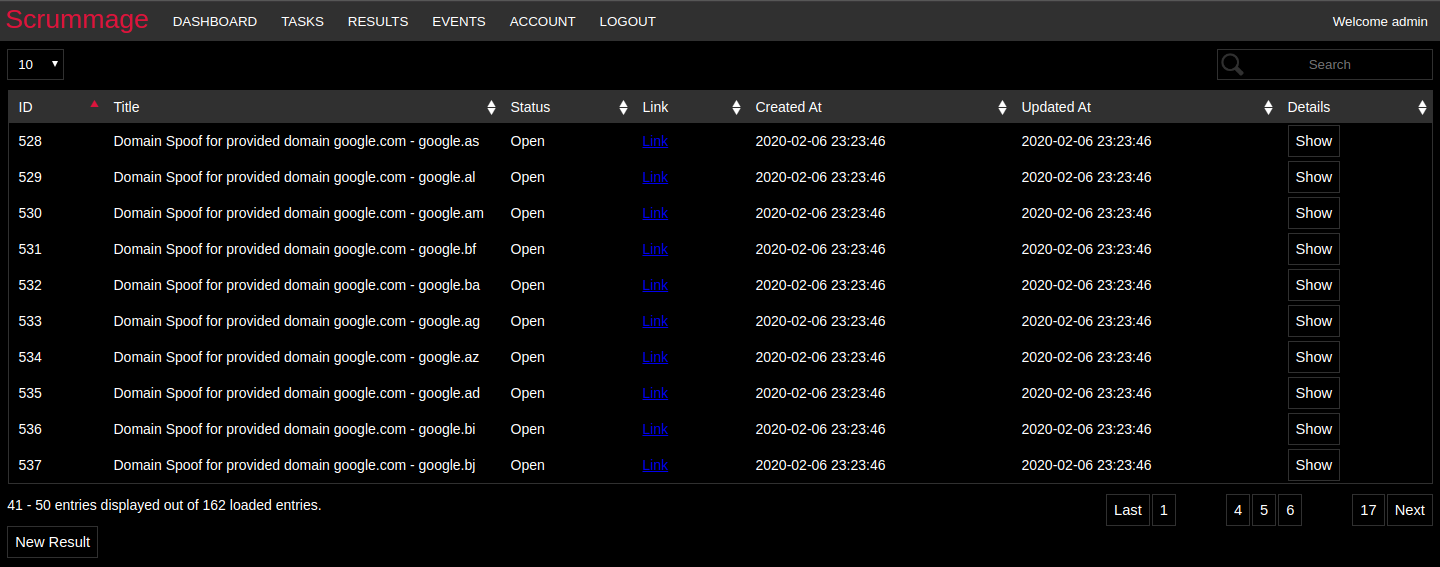 Scrummage DASHBOARD TASKS RESULTS EVENTS ACCOUNT LOGOUT Welcome admin
10 Search
ID Title Status Link Created At Updated At Details
528 Domain Spoof for provided domain google.com - google.as Open Link 2020-02-06 23:23:46 2020-02-06 23:23:46 Show
529 Domain Spoof for provided domain google.com - google.al Open Link 2020-02-06 23:23:46 2020-02-06 23:23:46 Show
530 Domain Spoof for provided domain google.com - google.am Open Link 2020-02-06 23:23:46 2020-02-06 23:23:46 Show
531 Domain Spoof for provided domain google.com - google.bf Open Link 2020-02-06 23:23:46 2020-02-06 23:23:46 Show
532 Domain Spoof for provided domain google.com - google.ba Open Link 2020-02-06 23:23:46 2020-02-06 23:23:46 Show
533 Domain Spoof for provided domain google.com - google.ag Open Link 2020-02-06 23:23:46 2020-02-06 23:23:46 Show
534 Domain Spoof for provided domain google.com - google.az Open Link 2020-02-06 23:23:46 2020-02-06 23:23:46 Show
535 Domain Spoof for provided domain google.com - google.ad Open Link 2020-02-06 23:23:46 2020-02-06 23:23:46 Show
536 Domain Spoof for provided domain google.com - google.bi Open Link 2020-02-06 23:23:46 2020-02-06 23:23:46 Show
537 Domain Spoof for provided domain google.com - google.bj Open Link 2020-02-06 23:23:46 2020-02-06 23:23:46 Show
41 - 50 entries displayed out of 162 loaded entries. Last 1 4 5 6 17 Next
New Result